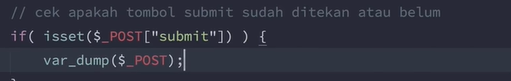 // cek apakah tombol submit sudah ditekan atau belum
if( isset($_POST["submit"]) ) {
var_dump($_POST);